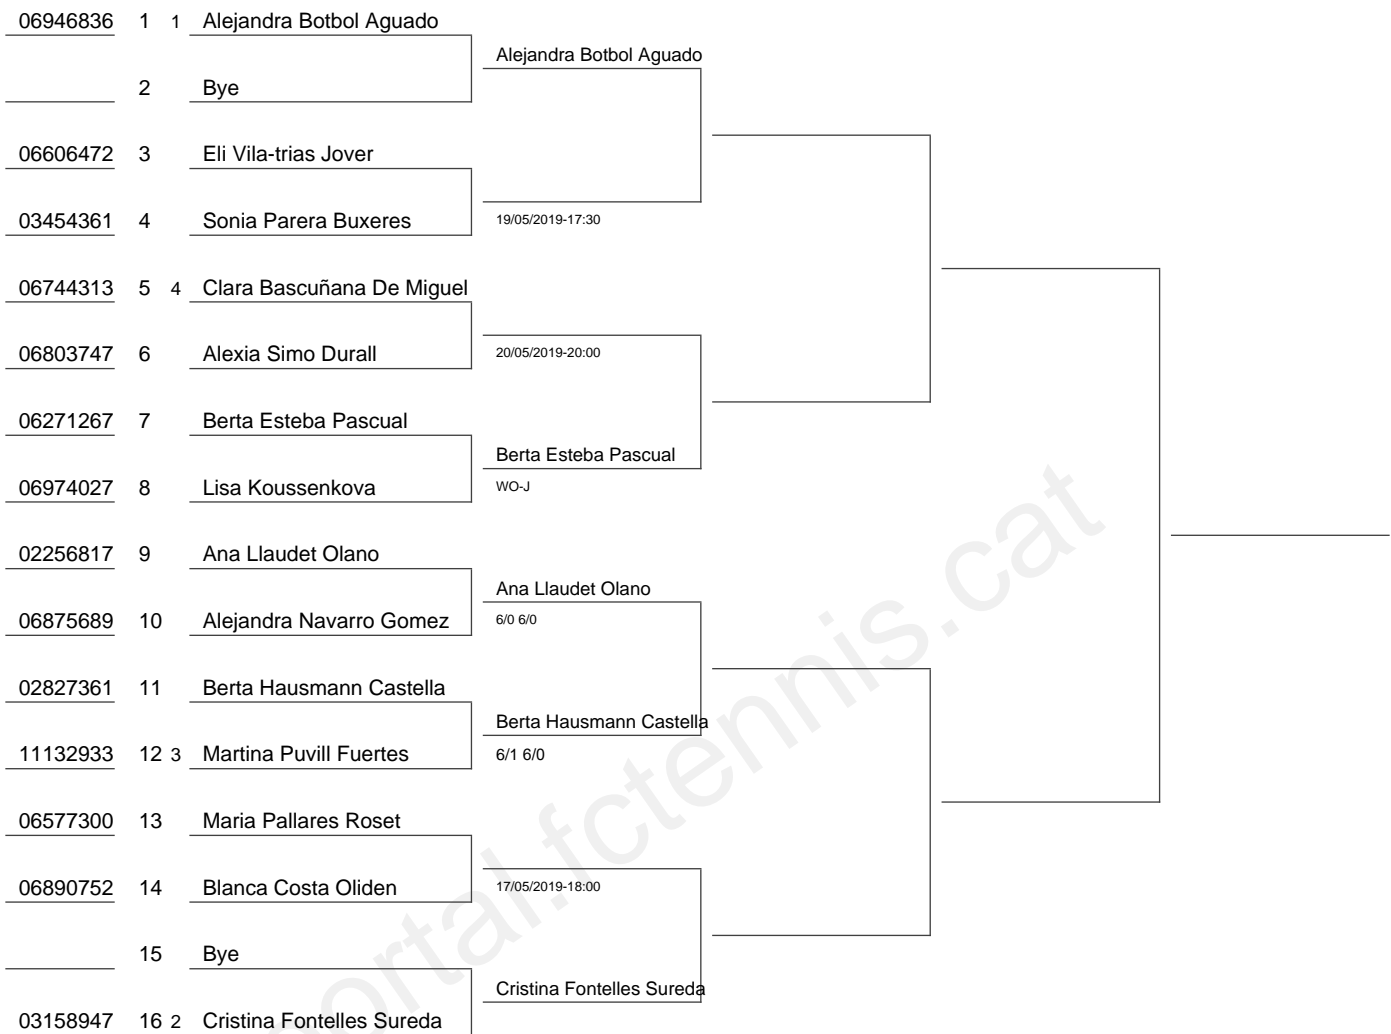 06946836 1 1 Alejandra Botbol Aguado
Alejandra Botbol Aguado
2 Bye
06606472 3 Eli Vila-trias Jover
03454361 4 Sonia Parera Buxeres
19/05/2019-17:30
06744313 5 4 Clara Bascuñana De Miguel
06803747 6 Alexia Simo Durall
20/05/2019-20:00
06271267 7 Berta Esteba Pascual
Berta Esteba Pascual
06974027 8 Lisa Koussenkova
WO-J
02256817 9 Ana Llaudet Olano
Ana Llaudet Olano
06875689 10 Alejandra Navarro Gomez
6/0 6/0
02827361 11 Berta Hausmann Castella
Berta Hausmann Castella
11132933 12 3 Martina Puvill Fuertes
6/1 6/0
06577300 13 Maria Pallares Roset
06890752 14 Blanca Costa Oliden
17/05/2019-18:00
15 Bye
Cristina Fontelles Sureda
03158947 16 2 Cristina Fontelles Sureda
ortal.fctennis.cat